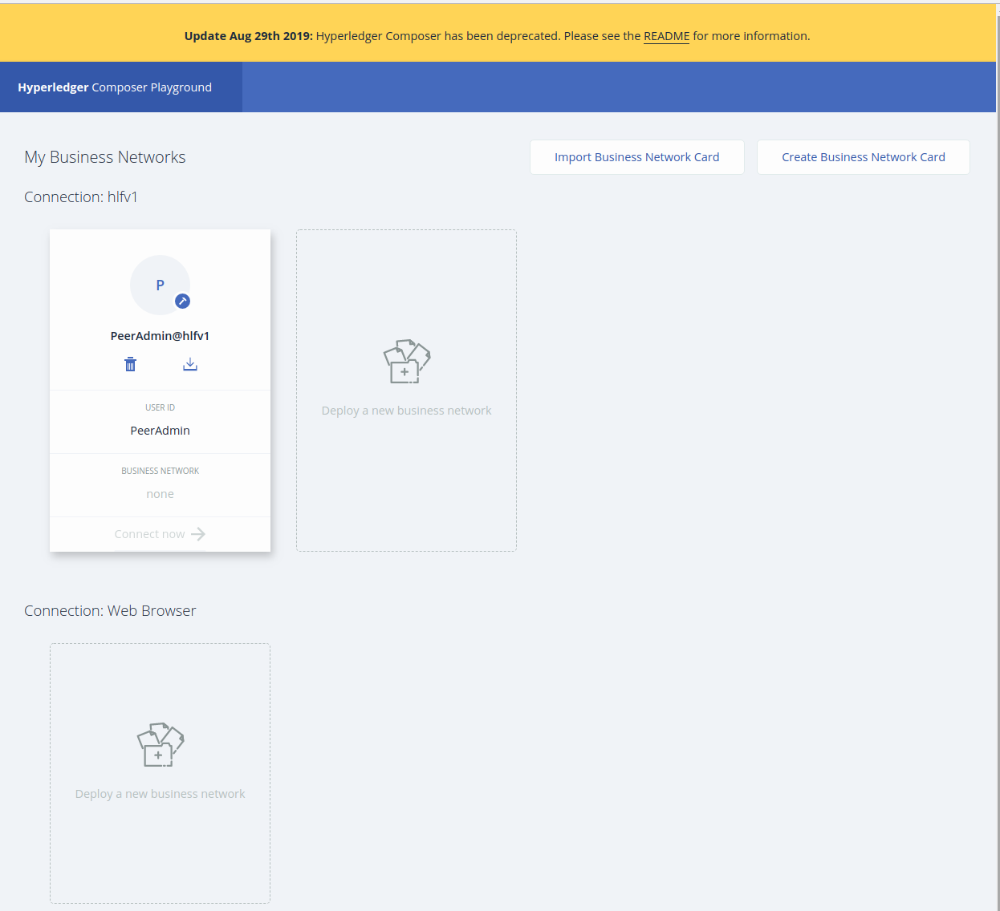 Update Aug 29th 2019: Hyperledger Composer has been deprecated. Please see the README for more information.
Hyperledger Composer Playground
My Business Networks
Import Business Network Card
Create Business Network Card
Connection: hlfv1
P
PeerAdmin@hlfv1
USER ID
PeerAdmin
BUSINESS NETWORK
none
Connect now
Deploy a new business network
Connection: Web Browser
Deploy a new business network